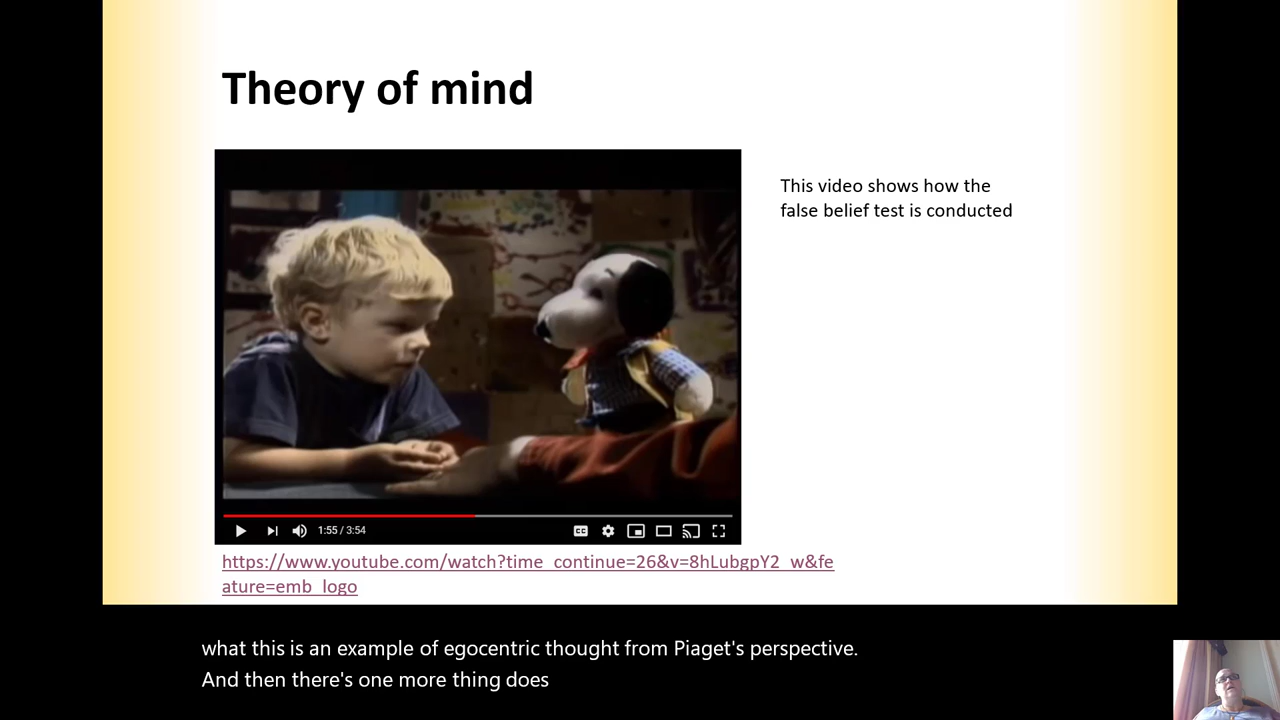 Theory of mind
This video shows how the
false belief test is conducted
1:55 / 3:54
CC
https://www.youtube.com/watch?time_continue=26&v=8hLubgpY2_w&fe
ature=emb_logo
what this is an example of egocentric thought from Piaget's perspective.
And then there's one more thing does